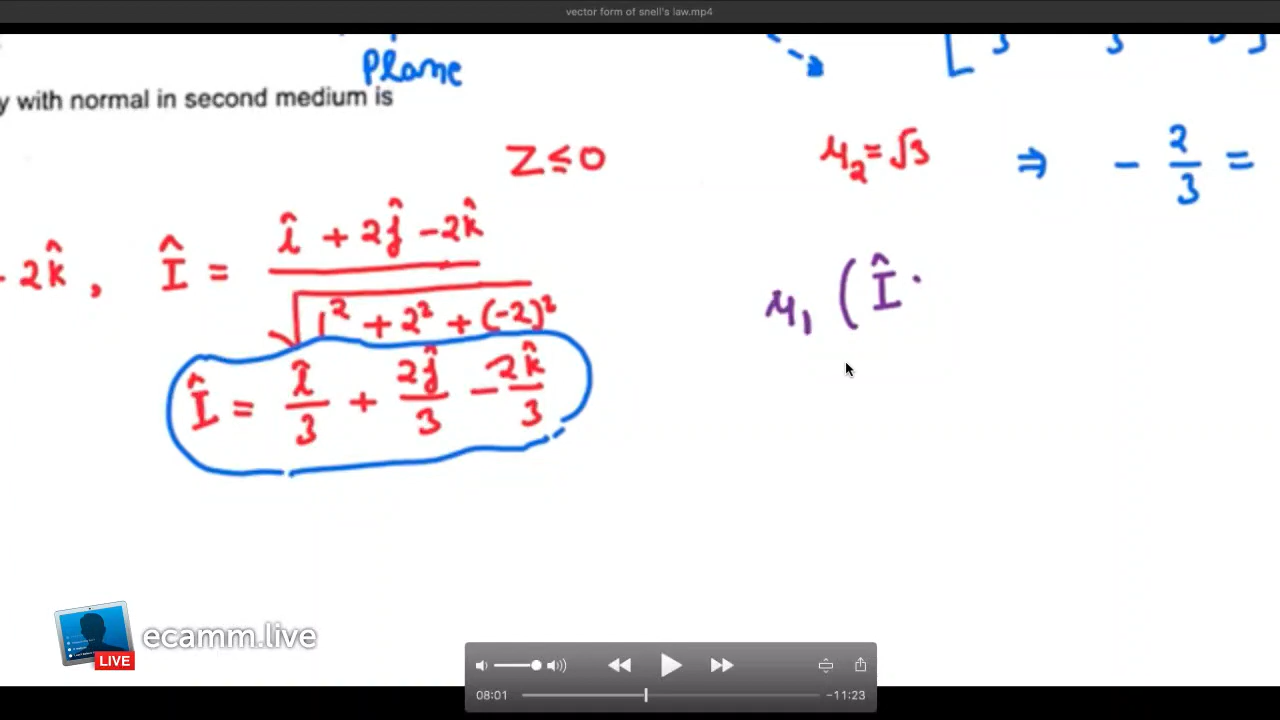 vector form of snell's law.mp4
Plane
y with normal in second medium is
Z ≤ 0
μ₂ = √3 ⇒ - 2/3 =
- 2k̂ , Î = (î + 2ĵ - 2k̂) / √(1² + 2² + (-2)²)
μ₁ (Î ·
Î = î/3 + 2ĵ/3 - 2k̂/3
ecamm.live
LIVE
08:01 -11:23